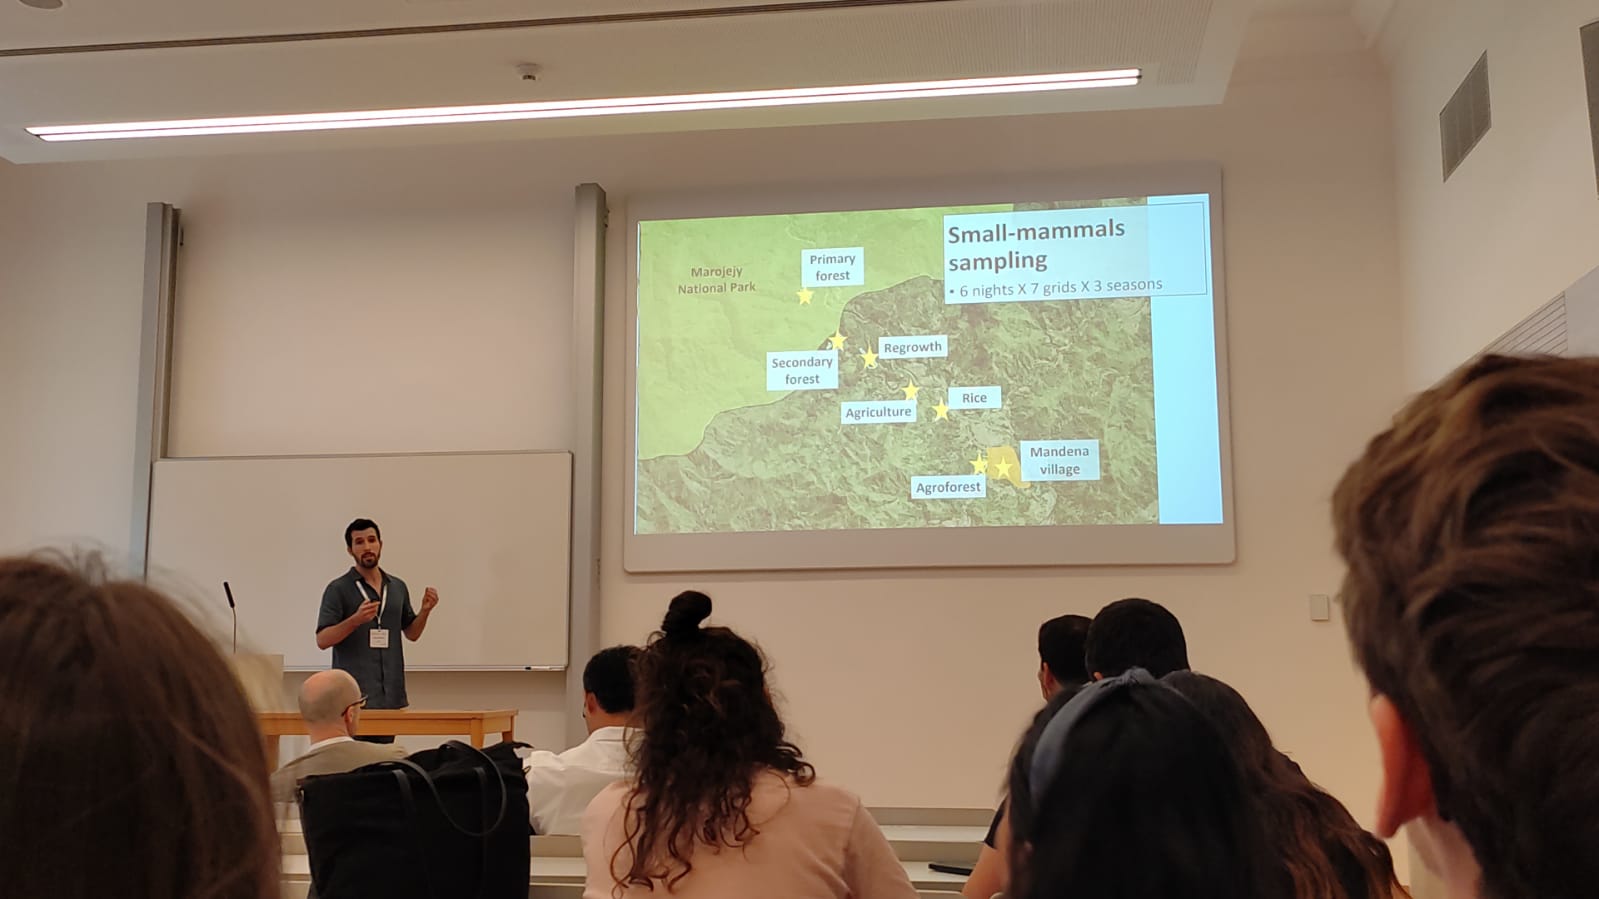 Small-mammals
sampling
• 6 nights X 7 grids X 3 seasons
Primary
forest
Marojejy
National Park
Secondary
forest
Regrowth
Agriculture
Rice
Mandena
village
Agroforest